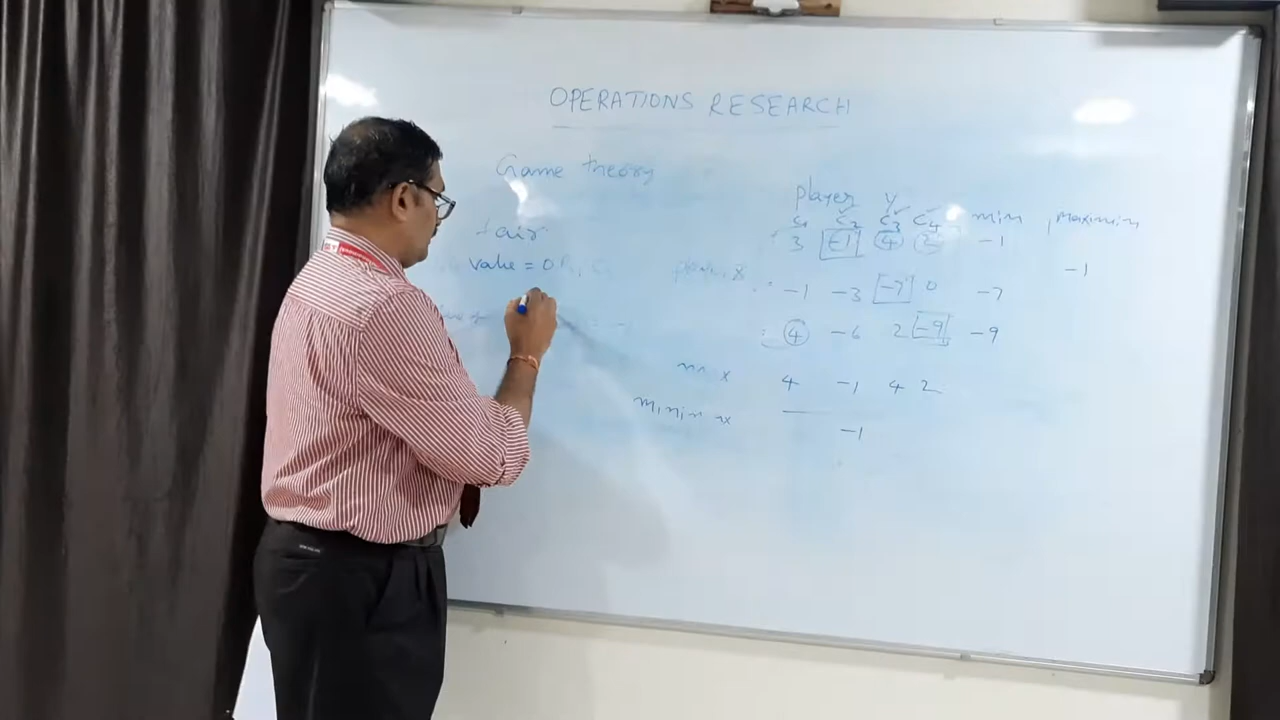 OPERATIONS RESEARCH
Game theory
player Y
C1 C2 C3 C4 min maximin
fair
3 -1 4 2 -1
value = 0
-1
-1 -3 -7 0 -7
4 -6 2 -9 -9
max 4 -1 4 2
minimax
-1